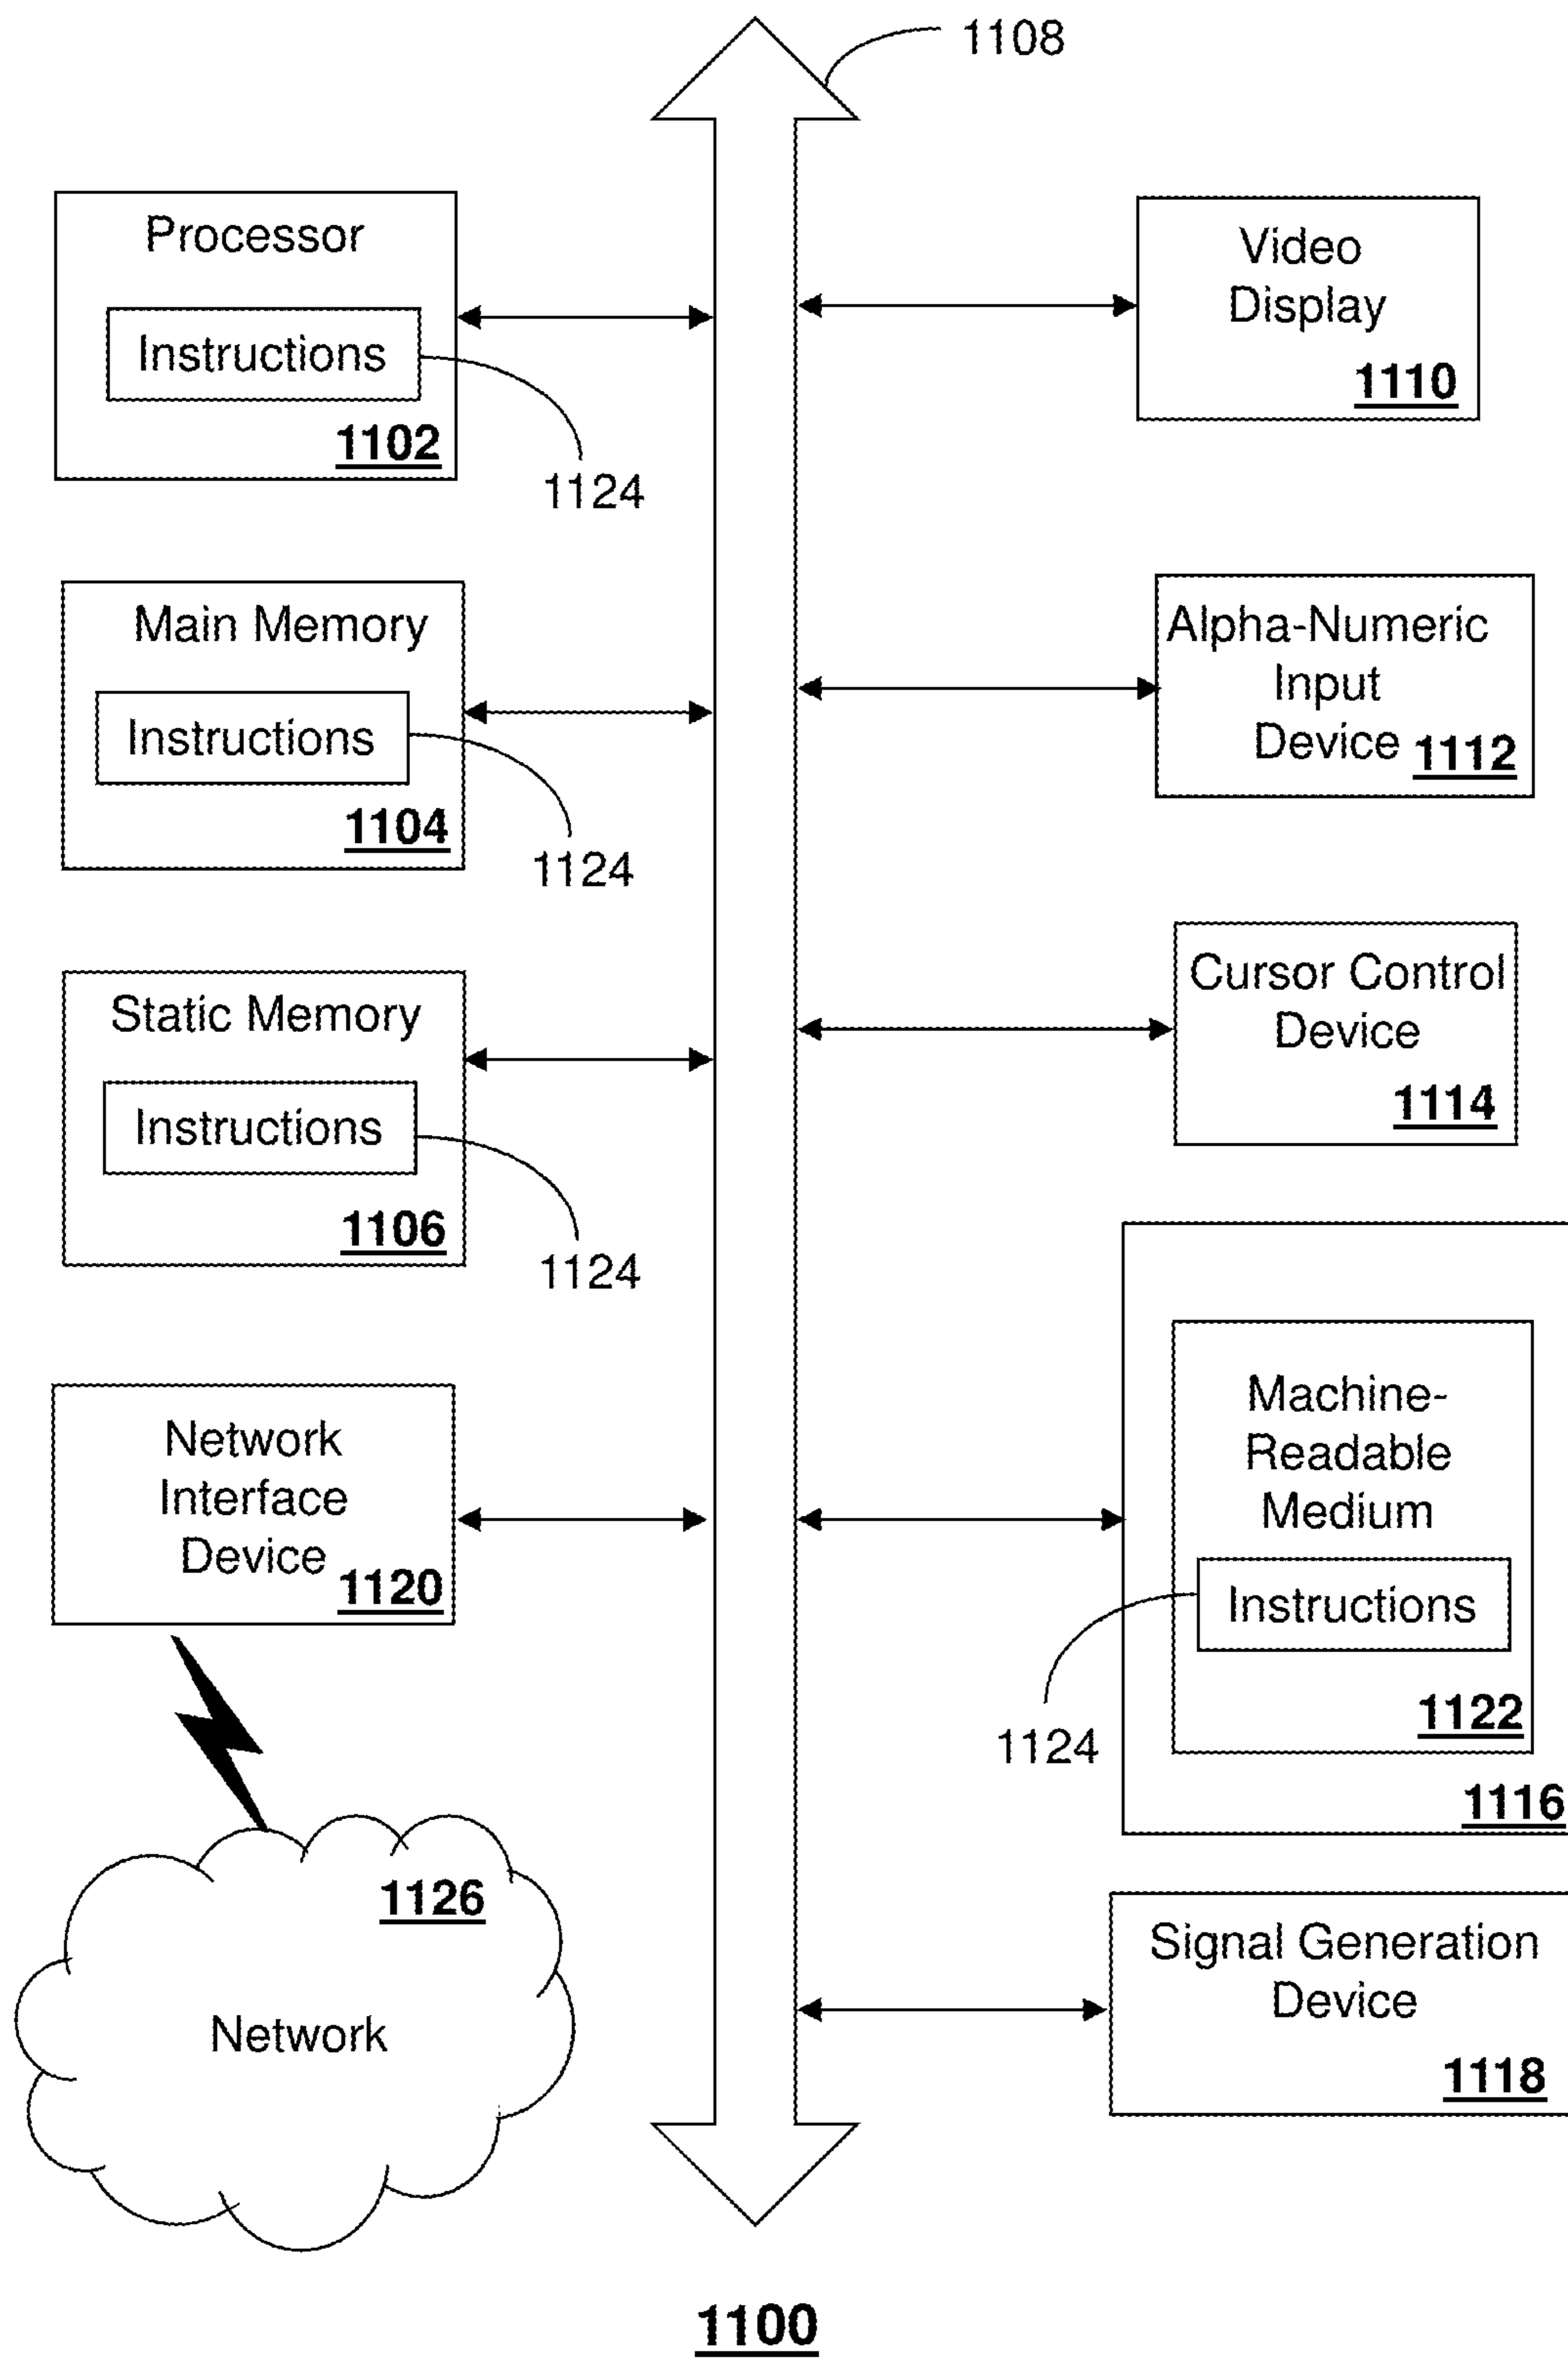 1108
Processor
Instructions
1102
1124
Main Memory
Instructions
1104
1124
Static Memory
Instructions
1106
1124
Network
Interface
Device
1120
1126
Network
Video
Display
1110
Alpha-Numeric
Input
Device 1112
Cursor Control
Device
1114
Machine-
Readable
Medium
Instructions
1124
1122
1116
Signal Generation
Device
1118
1100